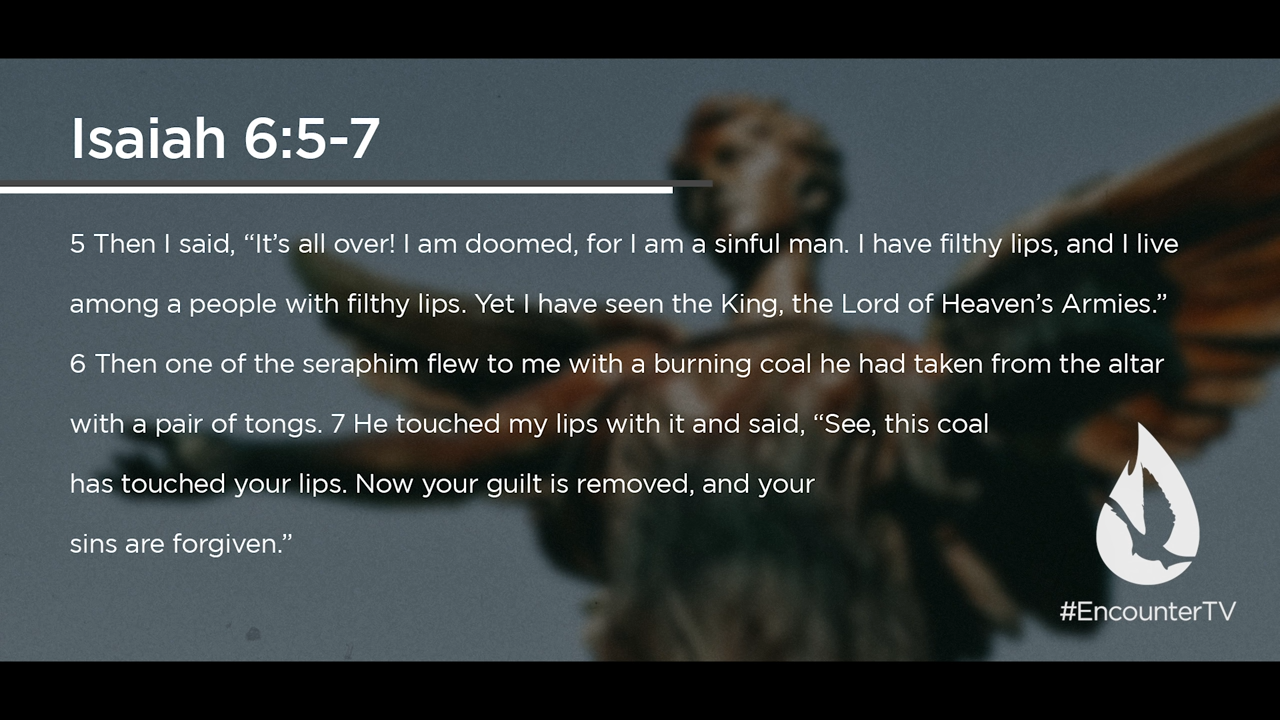 Isaiah 6:5-7
5 Then I said, “It’s all over! I am doomed, for I am a sinful man. I have filthy lips, and I live
among a people with filthy lips. Yet I have seen the King, the Lord of Heaven’s Armies.”
6 Then one of the seraphim flew to me with a burning coal he had taken from the altar
with a pair of tongs. 7 He touched my lips with it and said, “See, this coal
has touched your lips. Now your guilt is removed, and your
sins are forgiven.”
#EncounterTV